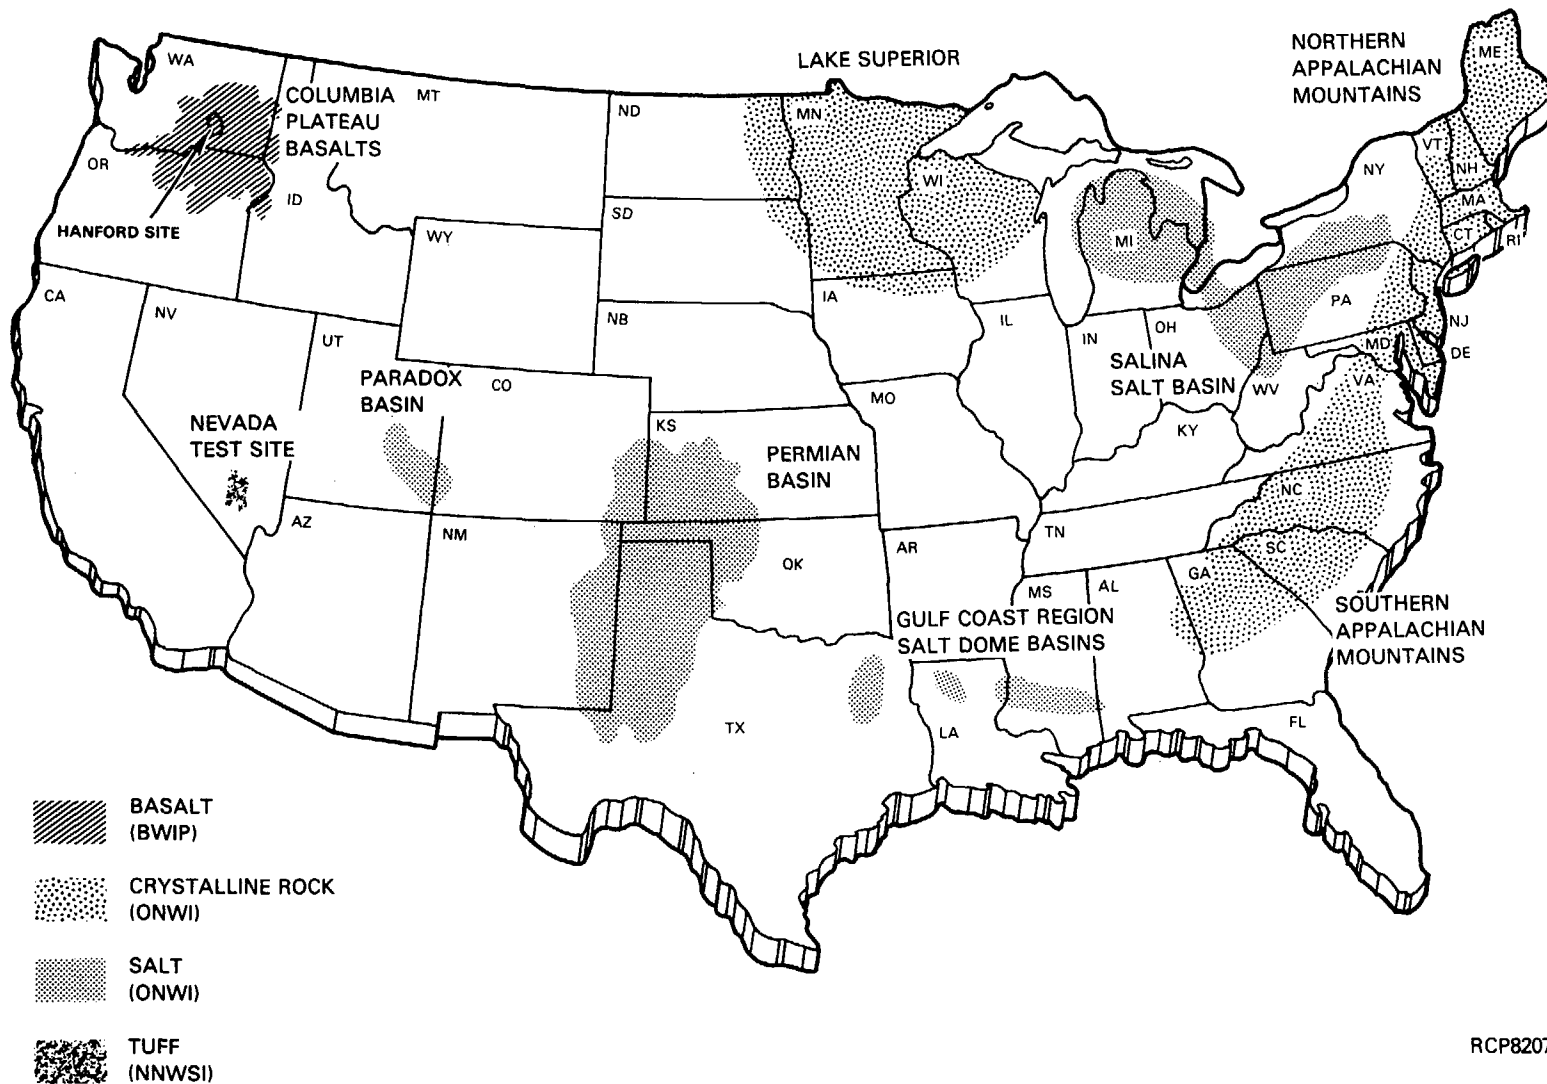 LAKE SUPERIOR
NORTHERN
APPALACHIAN
MOUNTAINS
ME
WA
COLUMBIA
PLATEAU
BASALTS
MT
ND
MN
VT
NH
NY
OR
ID
WI
MA
SD
HANFORD SITE
WY
MI
CT
RI
CA
NV
IA
PA
NB
IL
IN
OH
NJ
UT
MD
DE
PARADOX
BASIN
CO
SALINA
SALT BASIN
VA
MO
WV
NEVADA
TEST SITE
KS
KY
PERMIAN
BASIN
NC
AZ
NM
TN
AR
SC
OK
GA
MS
AL
GULF COAST REGION
SALT DOME BASINS
SOUTHERN
APPALACHIAN
MOUNTAINS
TX
LA
FL
BASALT
(BWIP)
CRYSTALLINE ROCK
(ONWI)
SALT
(ONWI)
TUFF
(NNWSI)
RCP8207